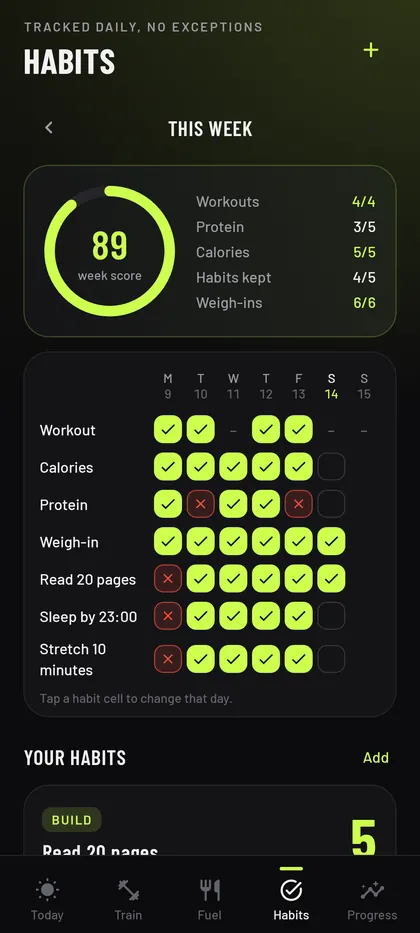 TRACKED DAILY, NO EXCEPTIONS
HABITS
THIS WEEK
89
week score
Workouts 4/4
Protein 3/5
Calories 5/5
Habits kept 4/5
Weigh-ins 6/6
M T W T F S S
9 10 11 12 13 14 15
Workout – – –
Calories
Protein
Weigh-in
Read 20 pages
Sleep by 23:00
Stretch 10
minutes
Tap a habit cell to change that day.
YOUR HABITS Add
BUILD
Read 20 pages 5
Today Train Fuel Habits Progress